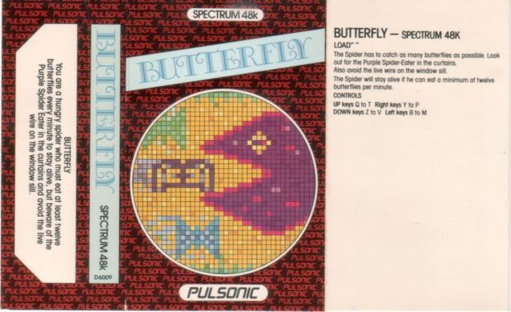 BUTTERFLY
You are a hungry spider who must eat at least twelve
butterflies every minute to stay alive, but beware of the
Purple Spider Eater in the curtains and avoid the live
wire on the window sill.
BUTTERFLY
SPECTRUM 48K
D6009
SPECTRUM 48K
BUTTERFLY
PULSONIC
BUTTERFLY — SPECTRUM 48K
LOAD" "
The Spider has to catch as many butterflies as possible. Look
out for the Purple Spider-Eater in the curtains.
Also avoid the live wire on the window sill.
The Spider will stay alive if he can eat a minimum of twelve
butterflies per minute.
CONTROLS
UP keys Q to T Right keys Y to P
DOWN keys Z to V Left keys B to M